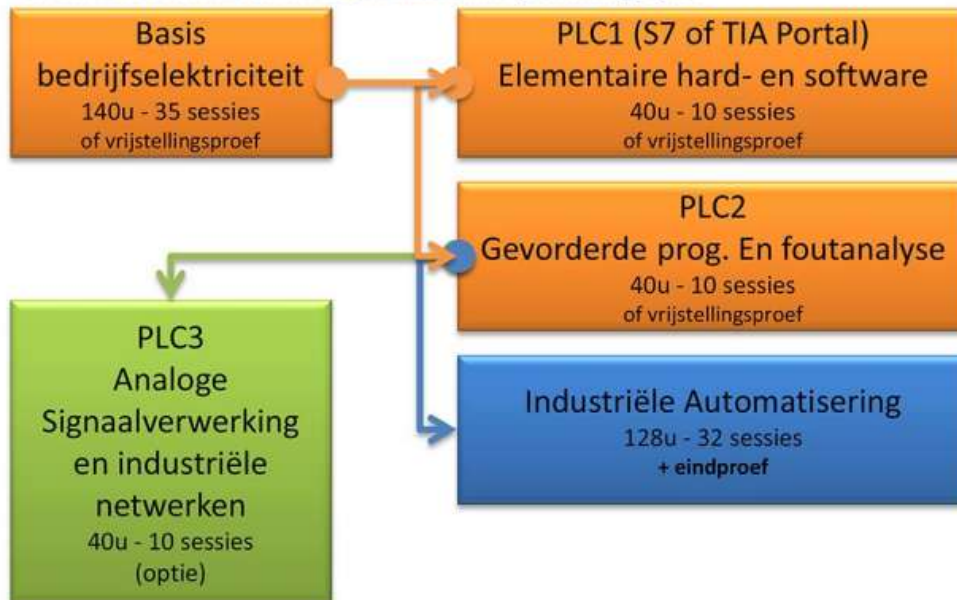 Basis
bedrijfselektriciteit
140u - 35 sessies
of vrijstellingsproef
PLC1 (S7 of TIA Portal)
Elementaire hard- en software
40u - 10 sessies
of vrijstellingsproef
PLC2
Gevorderde prog. En foutanalyse
40u - 10 sessies
of vrijstellingsproef
PLC3
Analoge
Signaalverwerking
en industriële
netwerken
40u - 10 sessies
(optie)
Industriële Automatisering
128u - 32 sessies
+ eindproef